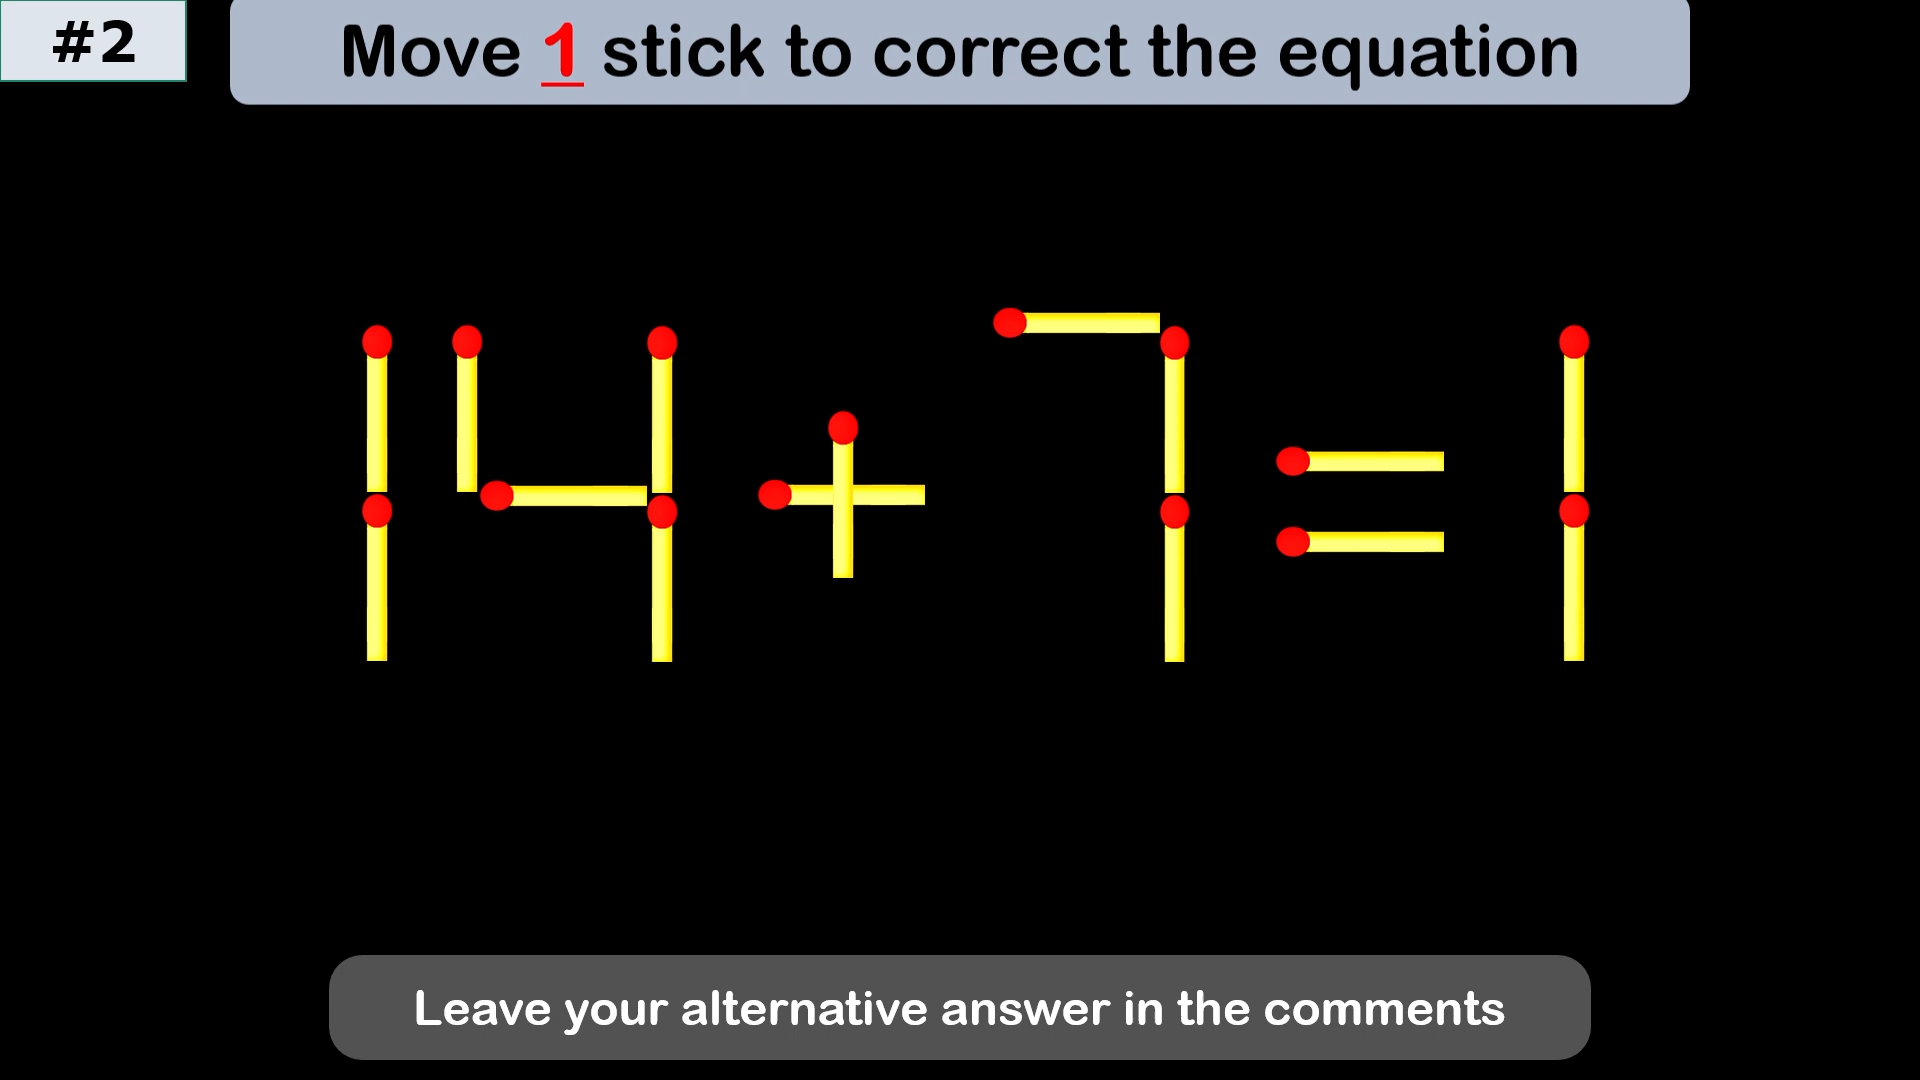 #2
Move 1 stick to correct the equation
14+7=1
Leave your alternative answer in the comments